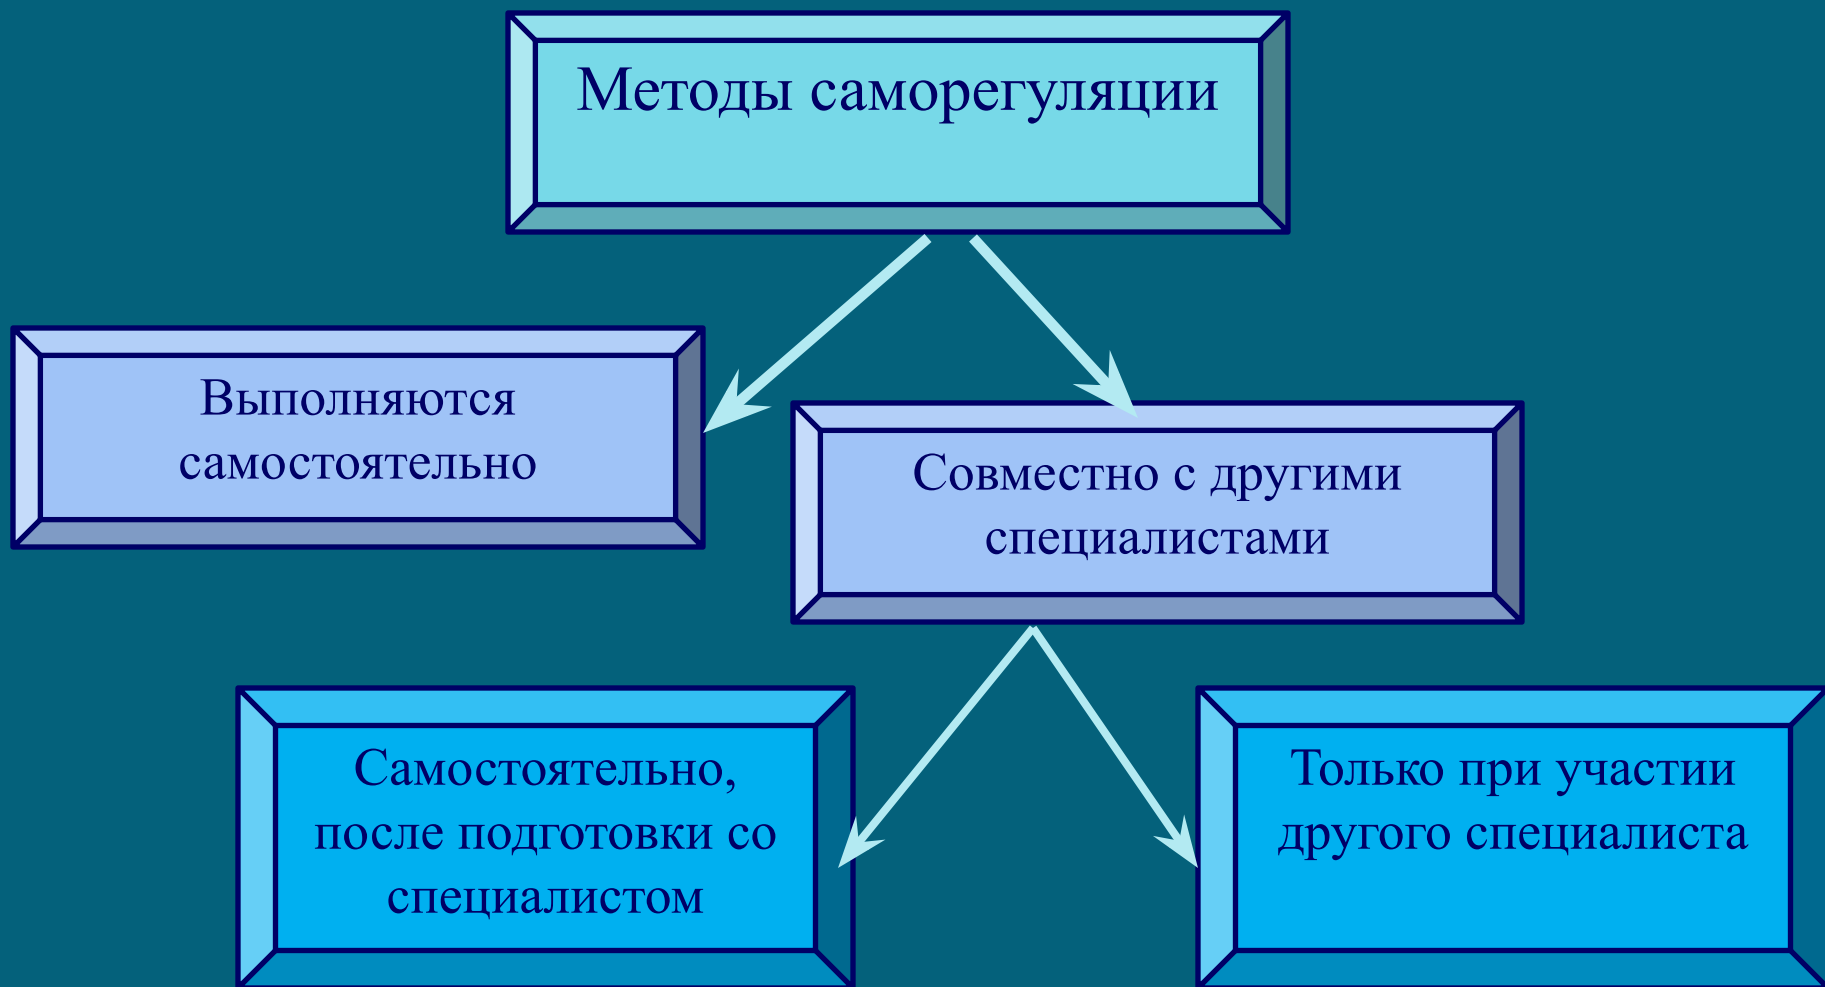 Методы саморегуляции
Выполняются
самостоятельно
Совместно с другими
специалистами
Самостоятельно,
после подготовки со
специалистом
Только при участии
другого специалиста